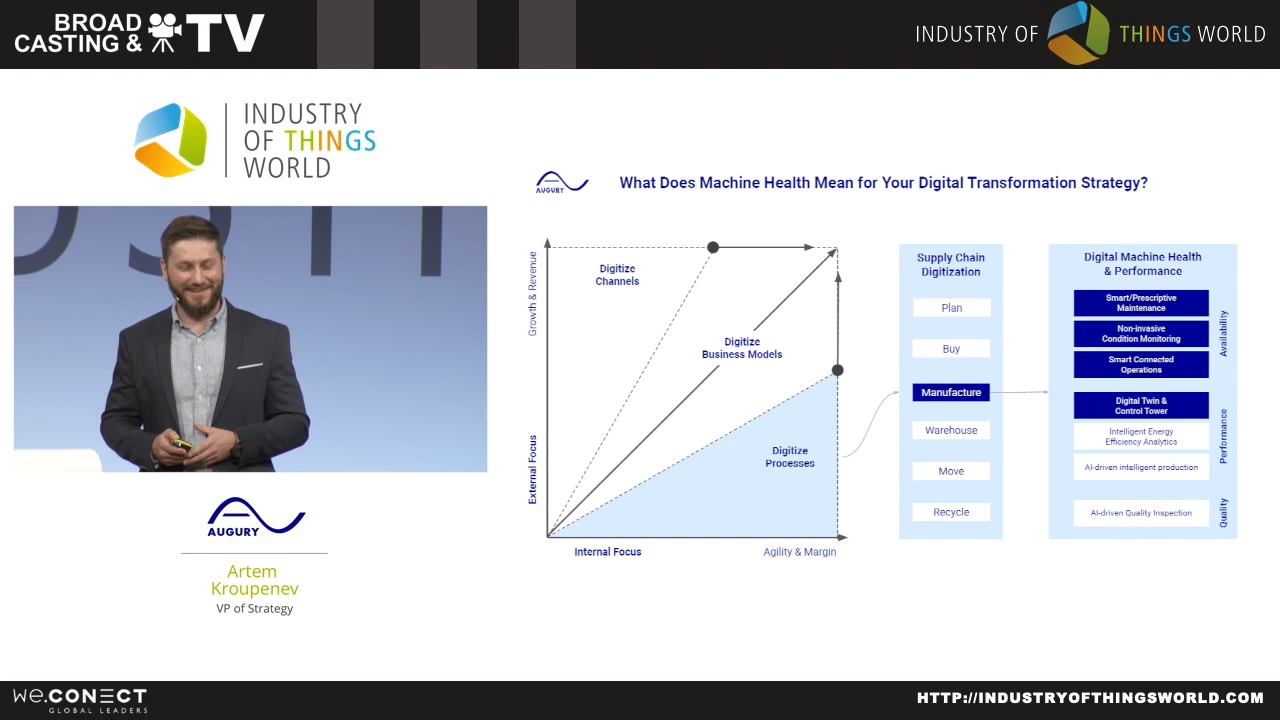 BROAD
CASTING & TV
INDUSTRY OF THINGS WORLD
INDUSTRY
OF THINGS
WORLD
AUGURY
Artem
Kroupenev
VP of Strategy
AUGURY
What Does Machine Health Mean for Your Digital Transformation Strategy?
Growth & Revenue
External Focus
Digitize
Channels
Digitize
Business Models
Digitize
Processes
Internal Focus
Agility & Margin
Supply Chain
Digitization
Plan
Buy
Manufacture
Warehouse
Move
Recycle
Digital Machine Health
& Performance
Smart/Prescriptive
Maintenance
Non-invasive
Condition Monitoring
Smart Connected
Operations
Availability
Digital Twin &
Control Tower
Intelligent Energy
Efficiency Analytics
AI-driven intelligent production
Performance
AI-driven Quality Inspection
Quality
we.CONECT
GLOBAL LEADERS
HTTP://INDUSTRYOFTHINGSWORLD.COM